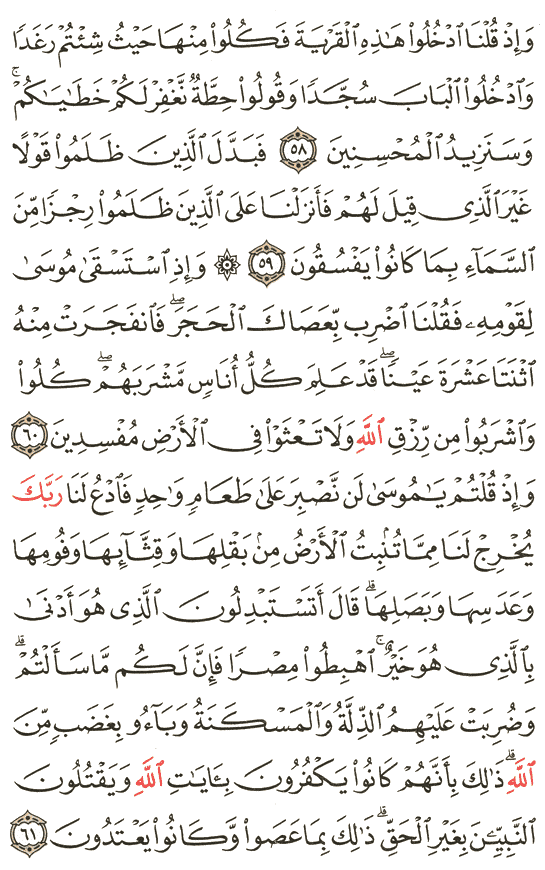 وَإِذۡ قُلۡنَا ٱدۡخُلُواْ هَٰذِهِ ٱلۡقَرۡيَةَ فَكُلُواْ مِنۡهَا حَيۡثُ شِئۡتُمۡ رَغَدٗا
وَٱدۡخُلُواْ ٱلۡبَابَ سُجَّدٗا وَقُولُواْ حِطَّةٞ نَّغۡفِرۡ لَكُمۡ خَطَٰيَٰكُمۡۚ
وَسَنَزِيدُ ٱلۡمُحۡسِنِينَ ٥٨ فَبَدَّلَ ٱلَّذِينَ ظَلَمُواْ قَوۡلًا
غَيۡرَ ٱلَّذِي قِيلَ لَهُمۡ فَأَنزَلۡنَا عَلَى ٱلَّذِينَ ظَلَمُواْ رِجۡزٗا مِّنَ
ٱلسَّمَآءِ بِمَا كَانُواْ يَفۡسُقُونَ ٥٩ ۞ وَإِذِ ٱسۡتَسۡقَىٰ مُوسَىٰ
لِقَوۡمِهِۦ فَقُلۡنَا ٱضۡرِب بِّعَصَاكَ ٱلۡحَجَرَۖ فَٱنفَجَرَتۡ مِنۡهُ
ٱثۡنَتَا عَشۡرَةَ عَيۡنٗاۖ قَدۡ عَلِمَ كُلُّ أُنَاسٖ مَّشۡرَبَهُمۡۖ كُلُواْ
وَٱشۡرَبُواْ مِن رِّزۡقِ ٱللَّهِ وَلَا تَعۡثَوۡاْ فِي ٱلۡأَرۡضِ مُفۡسِدِينَ ٦٠
وَإِذۡ قُلۡتُمۡ يَٰمُوسَىٰ لَن نَّصۡبِرَ عَلَىٰ طَعَامٖ وَٰحِدٖ فَٱدۡعُ لَنَا رَبَّكَ
يُخۡرِجۡ لَنَا مِمَّا تُنۢبِتُ ٱلۡأَرۡضُ مِنۢ بَقۡلِهَا وَقِثَّآئِهَا وَفُومِهَا
وَعَدَسِهَا وَبَصَلِهَاۖ قَالَ أَتَسۡتَبۡدِلُونَ ٱلَّذِي هُوَ أَدۡنَىٰ
بِٱلَّذِي هُوَ خَيۡرٌۚ ٱهۡبِطُواْ مِصۡرٗا فَإِنَّ لَكُم مَّا سَأَلۡتُمۡۗ
وَضُرِبَتۡ عَلَيۡهِمُ ٱلذِّلَّةُ وَٱلۡمَسۡكَنَةُ وَبَآءُو بِغَضَبٖ مِّنَ
ٱللَّهِۗ ذَٰلِكَ بِأَنَّهُمۡ كَانُواْ يَكۡفُرُونَ بِـَٔايَٰتِ ٱللَّهِ وَيَقۡتُلُونَ
ٱلنَّبِيِّـۧنَ بِغَيۡرِ ٱلۡحَقِّۗ ذَٰلِكَ بِمَا عَصَواْ وَّكَانُواْ يَعۡتَدُونَ ٦١